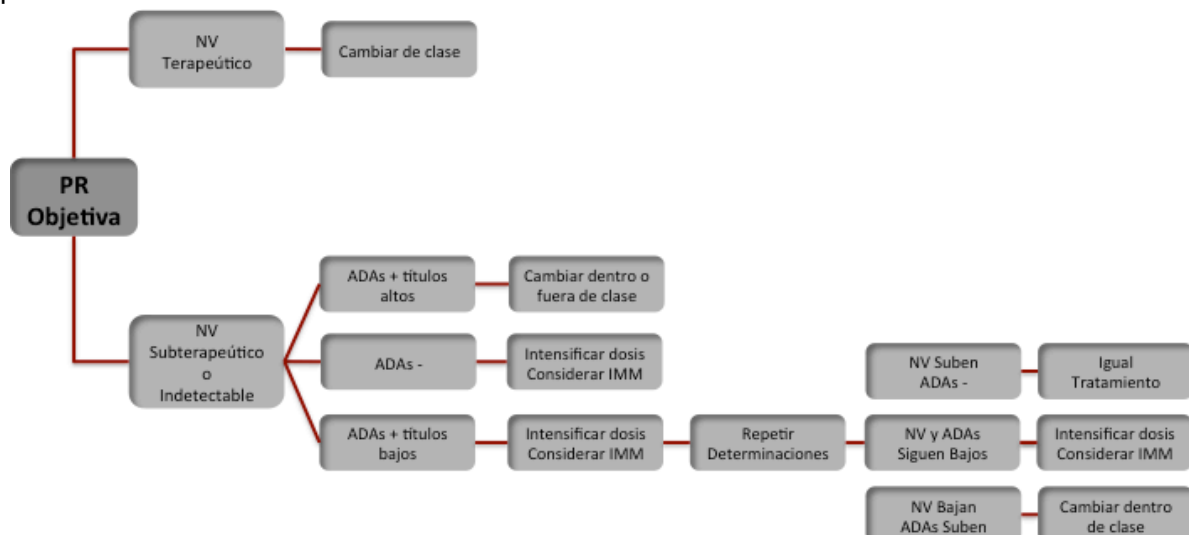 NV
Terapeútico
Cambiar de clase
PR
Objetiva
NV
Subterapeútico
o
Indetectable
ADAs + títulos
altos
Cambiar dentro o
fuera de clase
ADAs -
Intensificar dosis
Considerar IMM
ADAs + títulos
bajos
Intensificar dosis
Considerar IMM
Repetir
Determinaciones
NV Suben
ADAs -
Igual
Tratamiento
NV y ADAs
Siguen Bajos
Intensificar dosis
Considerar IMM
NV Bajan
ADAs Suben
Cambiar dentro
de clase